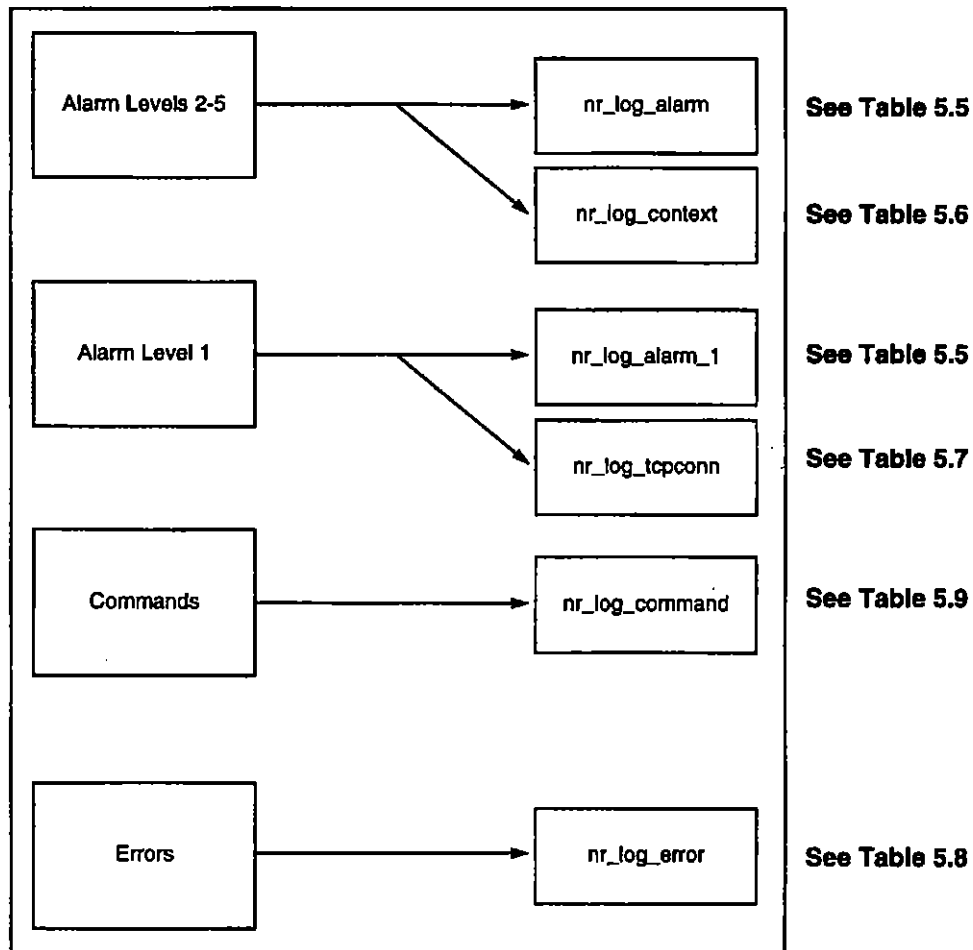 Alarm Levels 2-5
nr_log_alarm
See Table 5.5
nr_log_context
See Table 5.6
Alarm Level 1
nr_log_alarm_1
See Table 5.5
nr_log_tcpconn
See Table 5.7
Commands
nr_log_command
See Table 5.9
Errors
nr_log_error
See Table 5.8